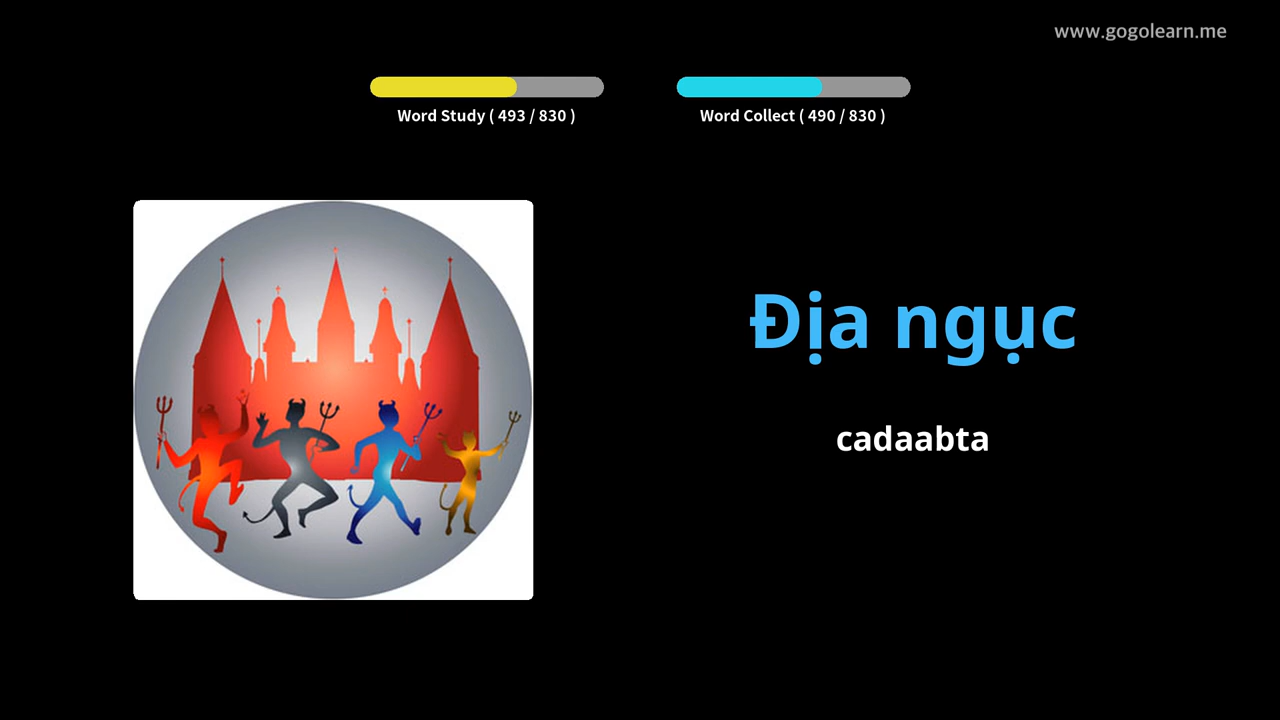 www.gogolearn.me
Word Study ( 493 / 830 )
Word Collect ( 490 / 830 )
Địa ngục
cadaabta